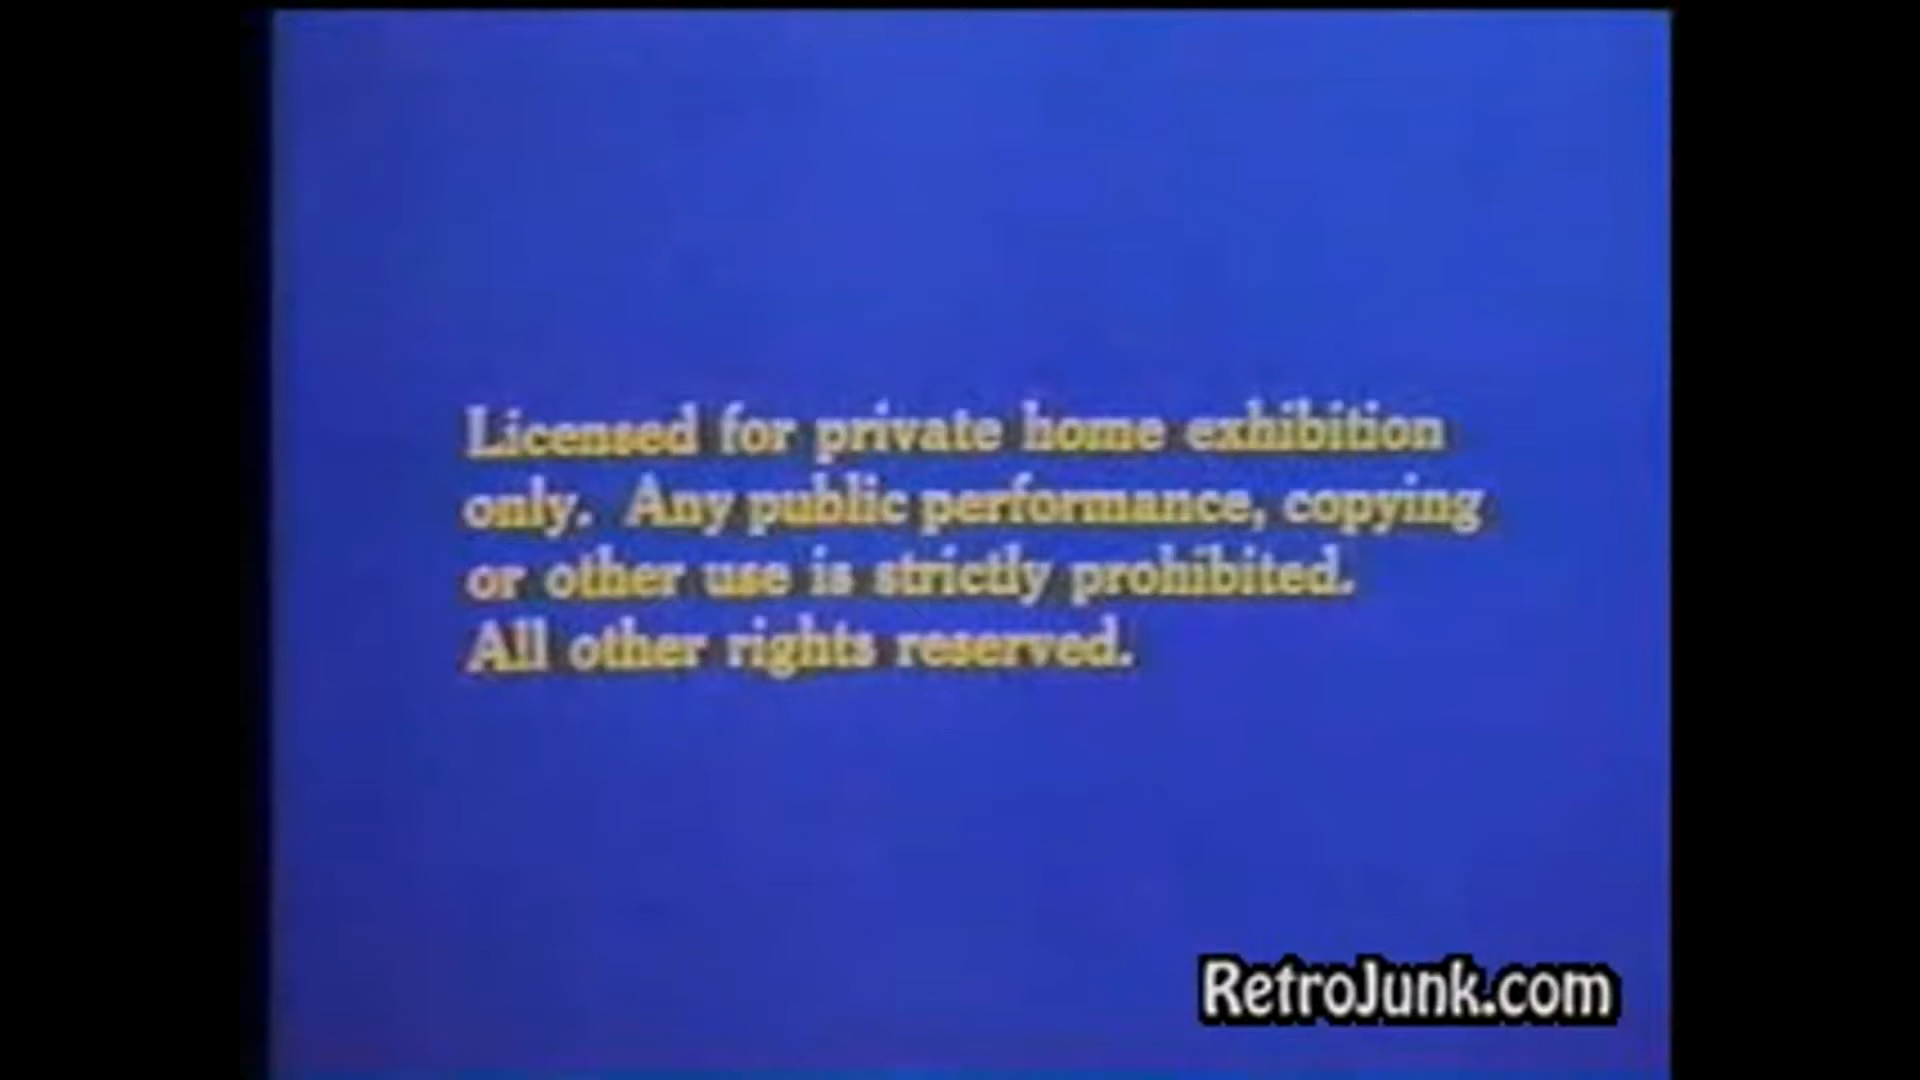 Licensed for private home exhibition
only. Any public performance, copying
or other use is strictly prohibited.
All other rights reserved.
RetroJunk.com